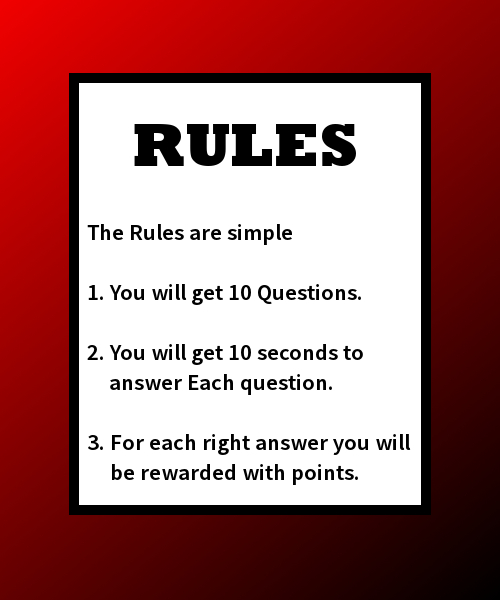 RULES
The Rules are simple
1. You will get 10 Questions.
2. You will get 10 seconds to
answer Each question.
3. For each right answer you will
be rewarded with points.